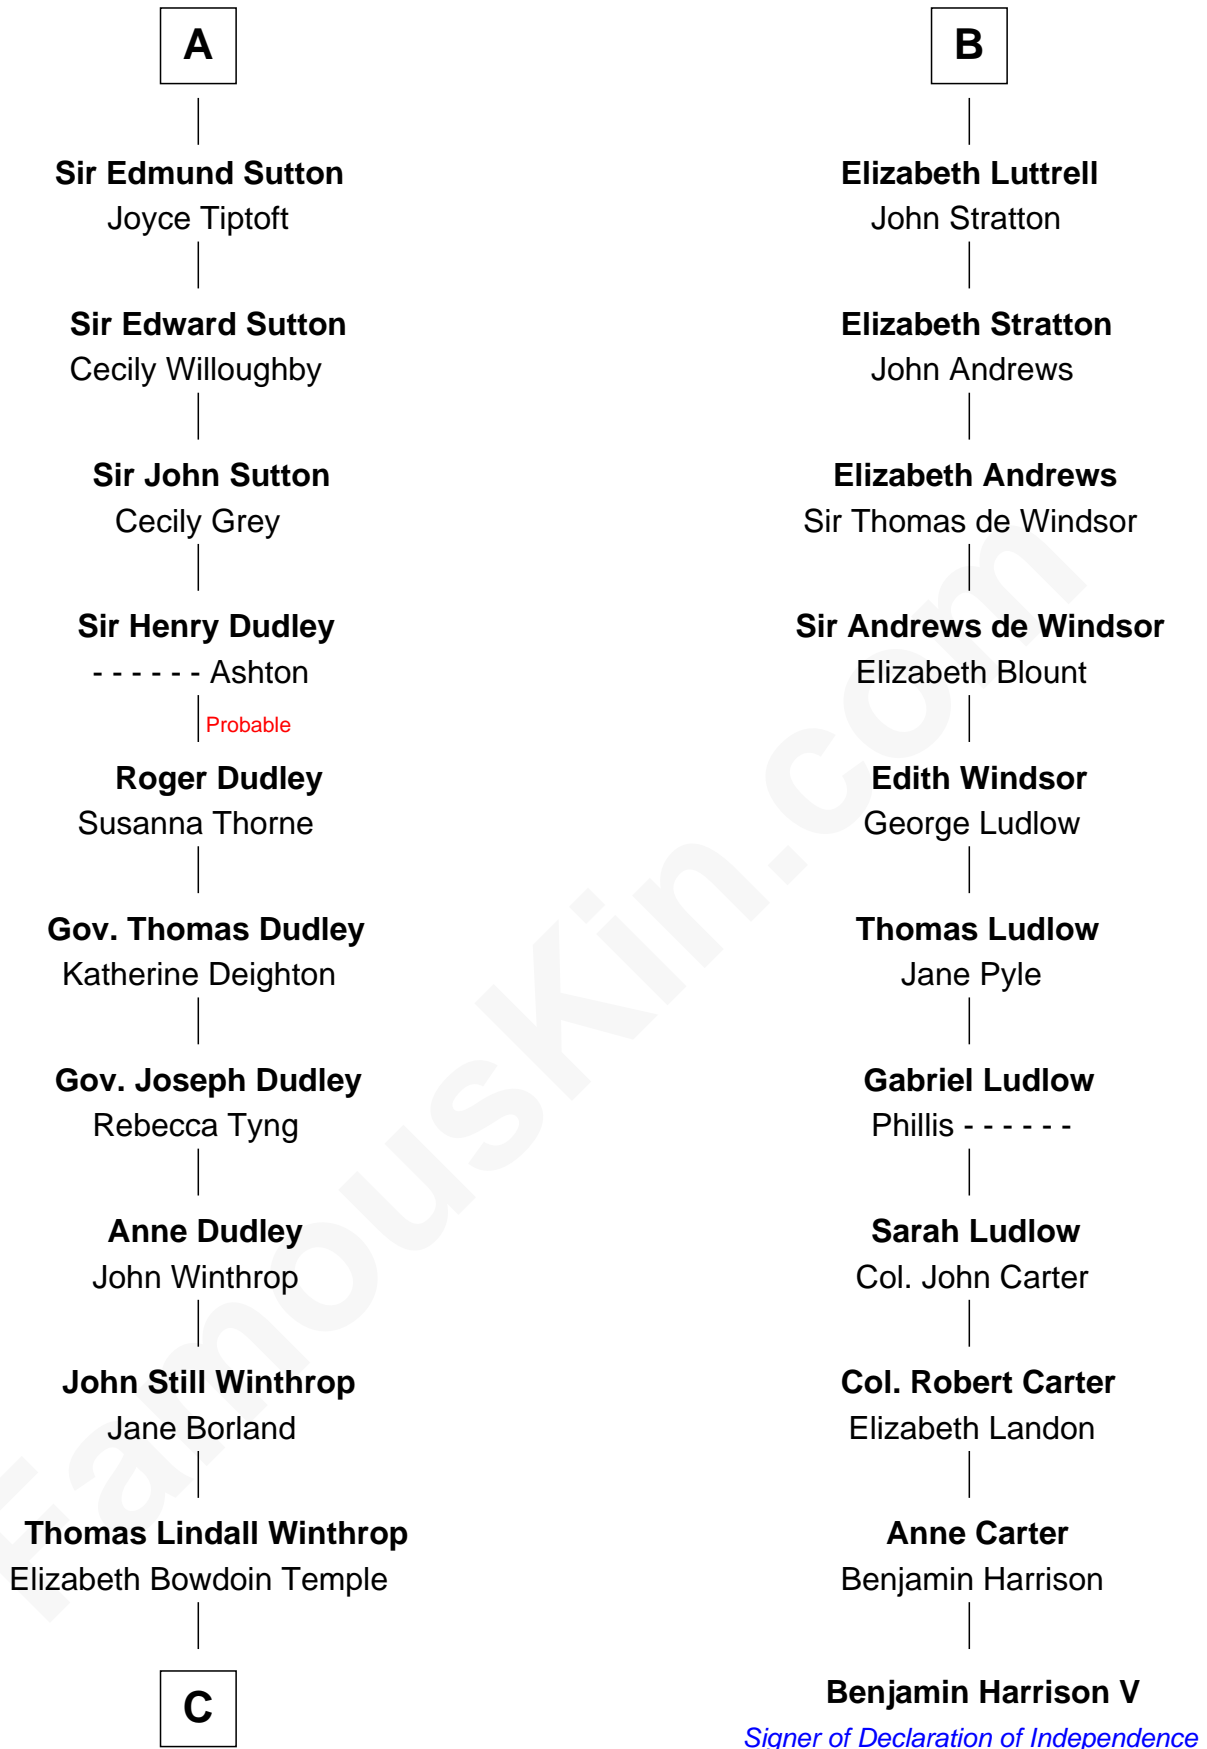 A
Sir Edmund Sutton
Joyce Tiptoft
Sir Edward Sutton
Cecily Willoughby
Sir John Sutton
Cecily Grey
Sir Henry Dudley
- - - - - - Ashton
Probable
Roger Dudley
Susanna Thorne
Gov. Thomas Dudley
Katherine Deighton
Gov. Joseph Dudley
Rebecca Tyng
Anne Dudley
John Winthrop
John Still Winthrop
Jane Borland
Thomas Lindall Winthrop
Elizabeth Bowdoin Temple
C
B
Elizabeth Luttrell
John Stratton
Elizabeth Stratton
John Andrews
Elizabeth Andrews
Sir Thomas de Windsor
Sir Andrews de Windsor
Elizabeth Blount
Edith Windsor
George Ludlow
Thomas Ludlow
Jane Pyle
Gabriel Ludlow
Phillis - - - - - -
Sarah Ludlow
Col. John Carter
Col. Robert Carter
Elizabeth Landon
Anne Carter
Benjamin Harrison
Benjamin Harrison V
Signer of Declaration of Independence
FamousKin.com